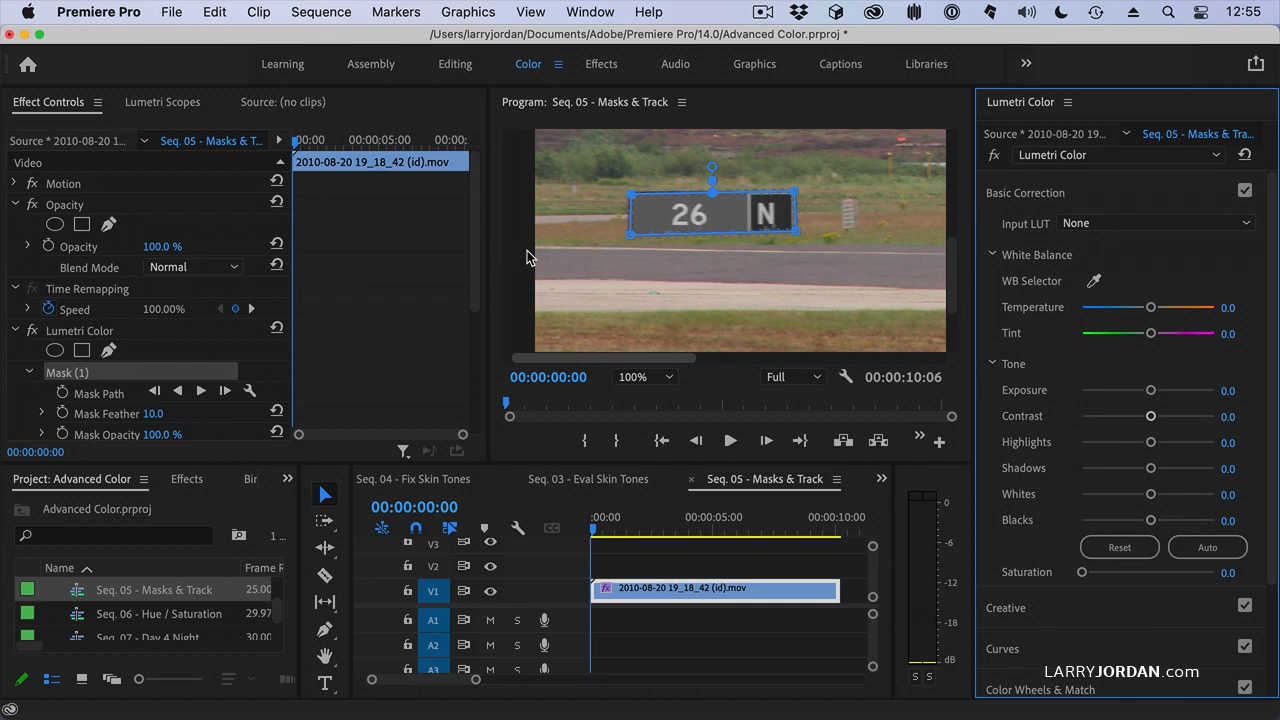 Premiere Pro File Edit Clip Sequence Markers Graphics View Window Help 12:55
/Users/larryjordan/Documents/Adobe/Premiere Pro/14.0/Advanced Color.prproj *
Learning Assembly Editing Color Effects Audio Graphics Captions Libraries
Effect Controls Lumetri Scopes Source: (no clips)
Source * 2010-08-20 1... Seq. 05 - Masks & T... :00:00 00:00:05:00 00:00:
Video 2010-08-20 19_18_42 (id).mov
fx Motion
fx Opacity
Opacity 100.0 %
Blend Mode Normal
fx Time Remapping
Speed 100.00%
fx Lumetri Color
Mask (1)
Mask Path
Mask Feather 10.0
Mask Opacity 100.0 %
00:00:00:00
Program: Seq. 05 - Masks & Track
26 N
00:00:00:00 100% Full 00:00:10:06
Lumetri Color
Source * 2010-08-20 19... Seq. 05 - Masks & Tra...
fx Lumetri Color
Basic Correction
Input LUT None
White Balance
WB Selector
Temperature 0.0
Tint 0.0
Tone
Exposure 0.0
Contrast 0.0
Highlights 0.0
Shadows 0.0
Whites 0.0
Blacks 0.0
Reset Auto
Saturation 0.0
Creative
Curves
Color Wheels & Match
Project: Advanced Color Effects Bir
Advanced Color.prproj
1 ...
Name Frame R
Seq. 05 - Masks & Track 25.00
Seq. 06 - Hue / Saturation 29.97
Seq. 07 - Day 4 Night 30.00
Seq. 04 - Fix Skin Tones Seq. 03 - Eval Skin Tones × Seq. 05 - Masks & Track
00:00:00:00
:00:00 00:00:05:00 00:00:10:00
V3
V2
V1 fx 2010-08-20 19_18_42 (id).mov
A1 M S
A2 M S
A3 M S
0
-6
-12
-18
dB
S S
LARRYJORDAN.com